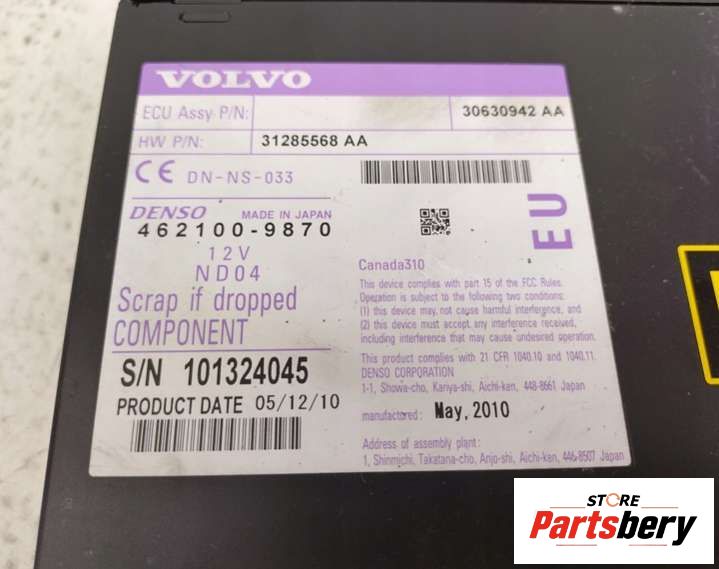 VOLVO
ECU Assy P/N: 30630942 AA
HW P/N: 31285568 AA
CE DN-NS-033
DENSO MADE IN JAPAN
462100-9870
12V
ND04
Scrap if dropped
COMPONENT
S/N 101324045
PRODUCT DATE 05/12/10
EU
Canada310
This device complies with part 15 of the FCC Rules.
Operation is subject to the following two conditions:
(1) this device may not cause harmful interference, and
(2) this device must accept any interference received,
including interference that may cause undesired operation.
This product complies with 21 CFR 1040.10 and 1040.11.
DENSO CORPORATION
1-1, Showa-cho, Kariya-shi, Aichi-ken, 448-8661 Japan
manufactured: May, 2010
Address of assembly plant:
1, Shinmichi, Takatana-cho, Anjo-shi, Aichi-ken, 446-8507 Japan
STORE
Partsbery